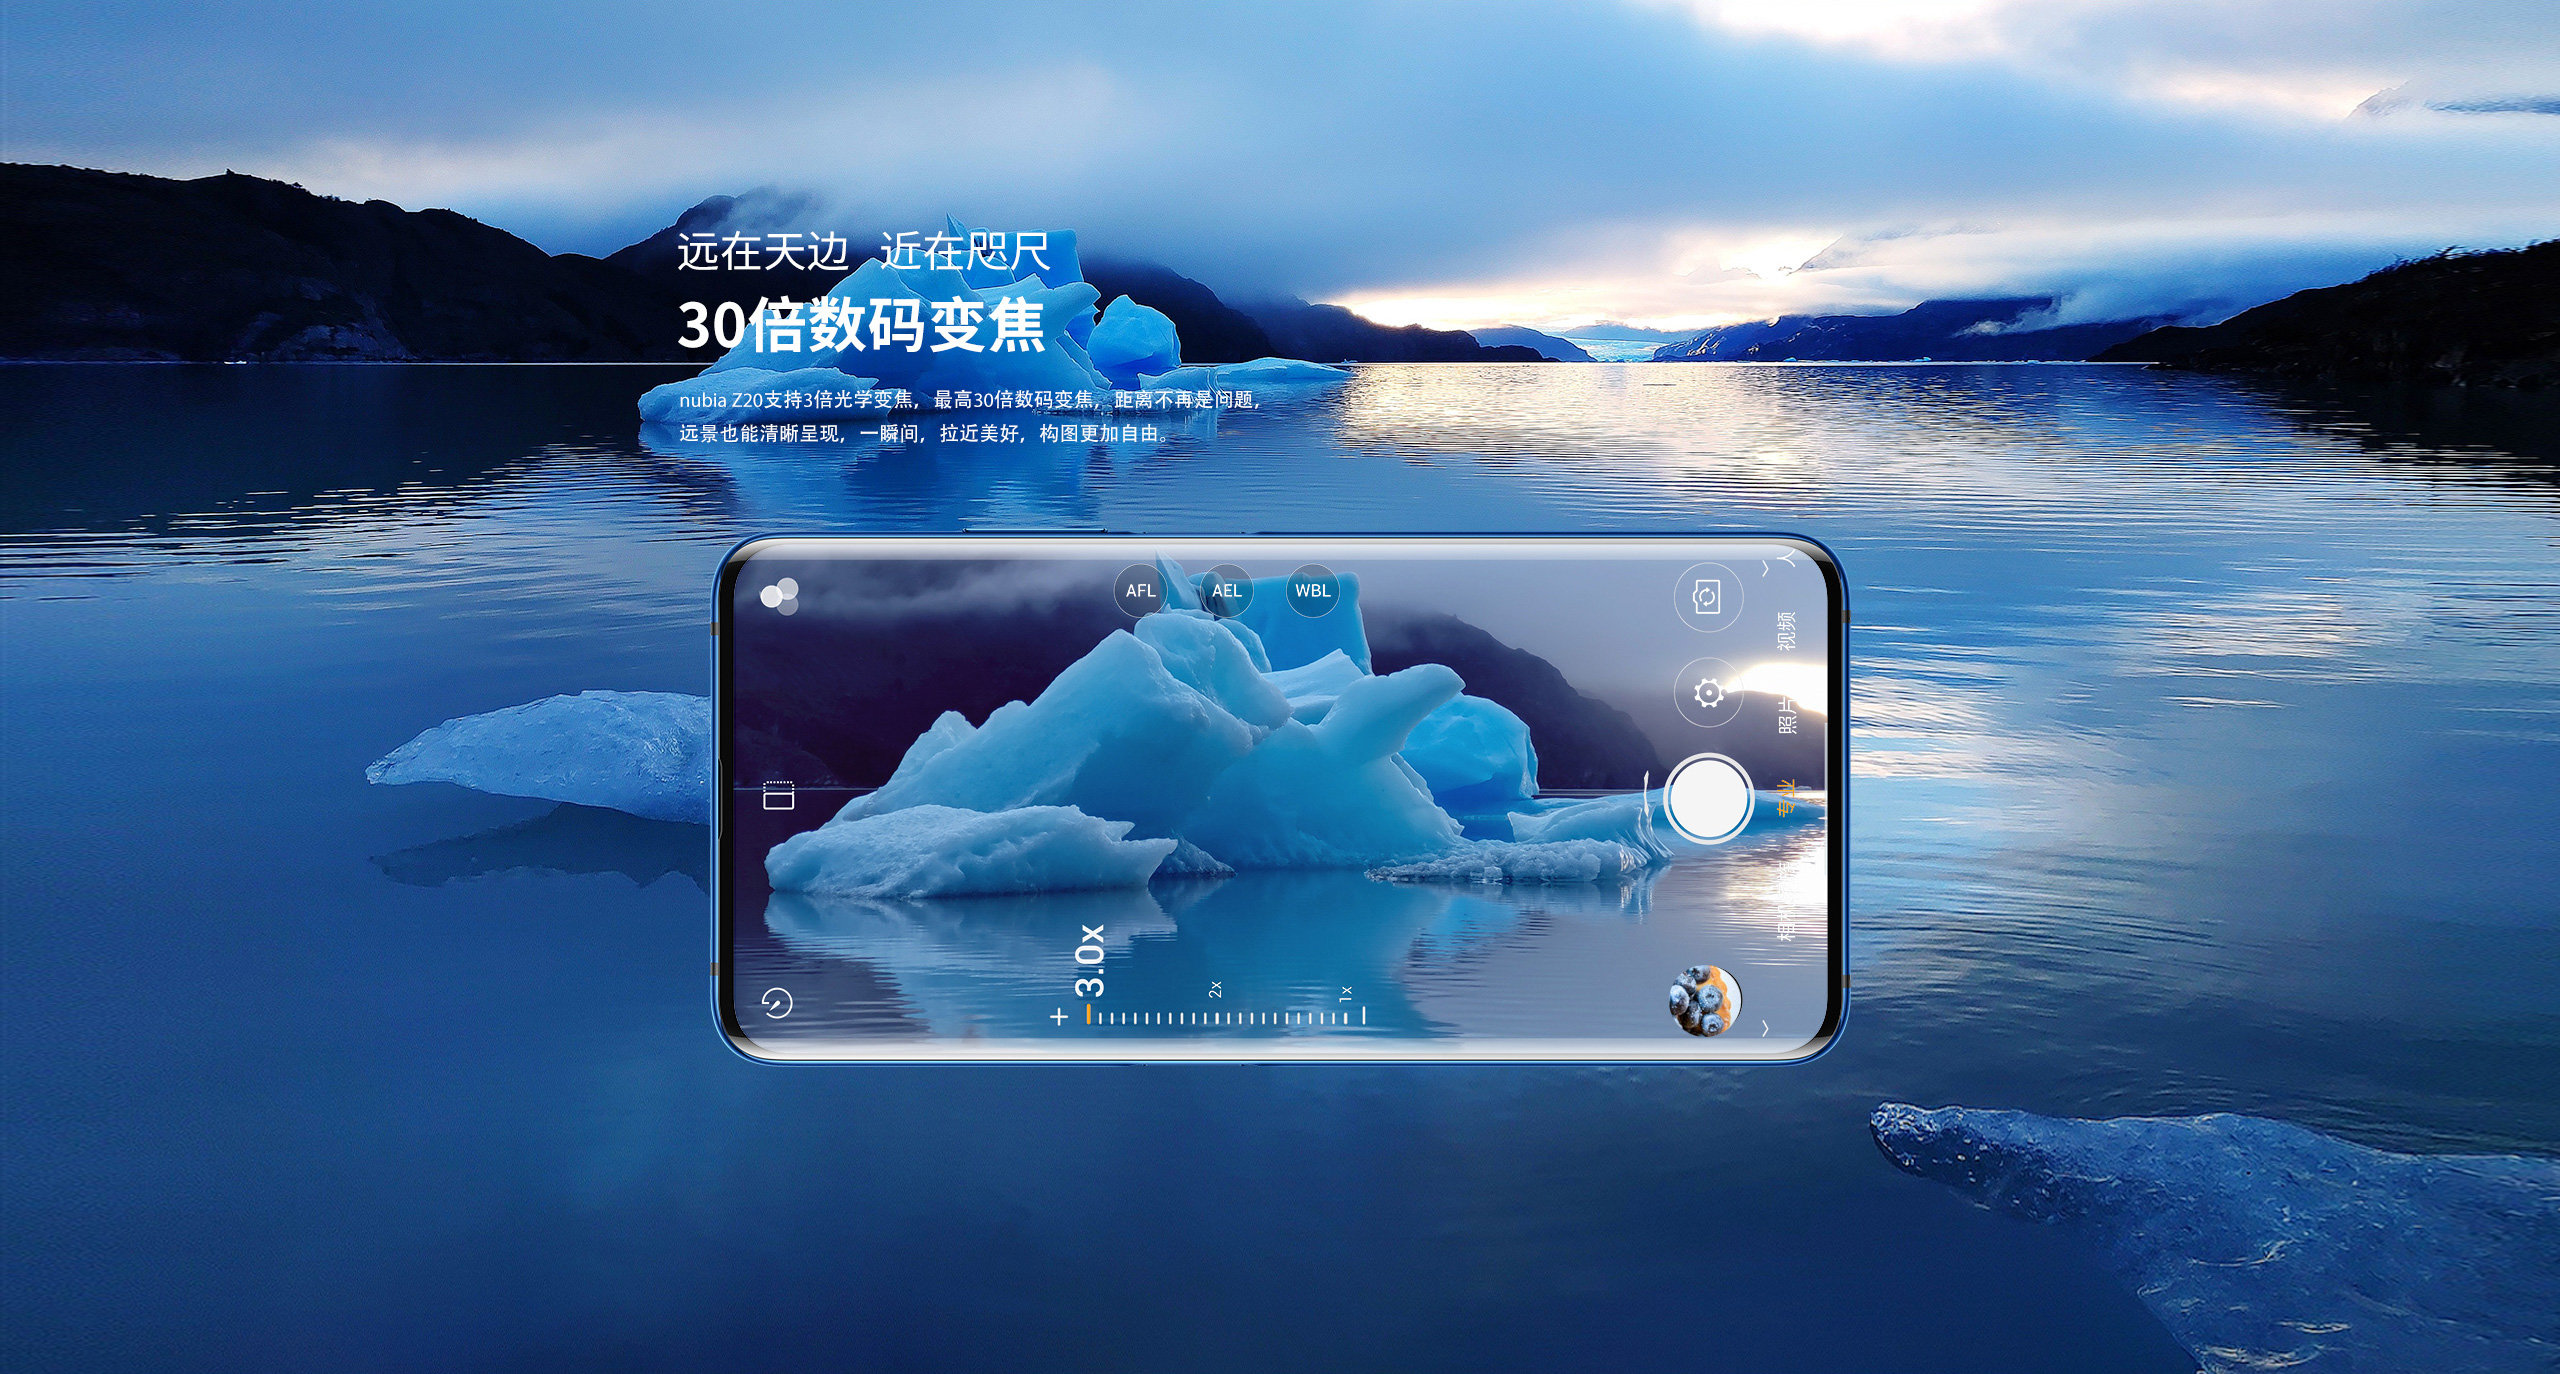 远在天边 近在咫尺
30倍数码变焦
nubia Z20支持3倍光学变焦，最高30倍数码变焦，距离不再是问题，
远景也能清晰呈现，一瞬间，拉近美好，构图更加自由。
AFL AEL WBL
人
视频
照片
专业
3.0x
2x
1x